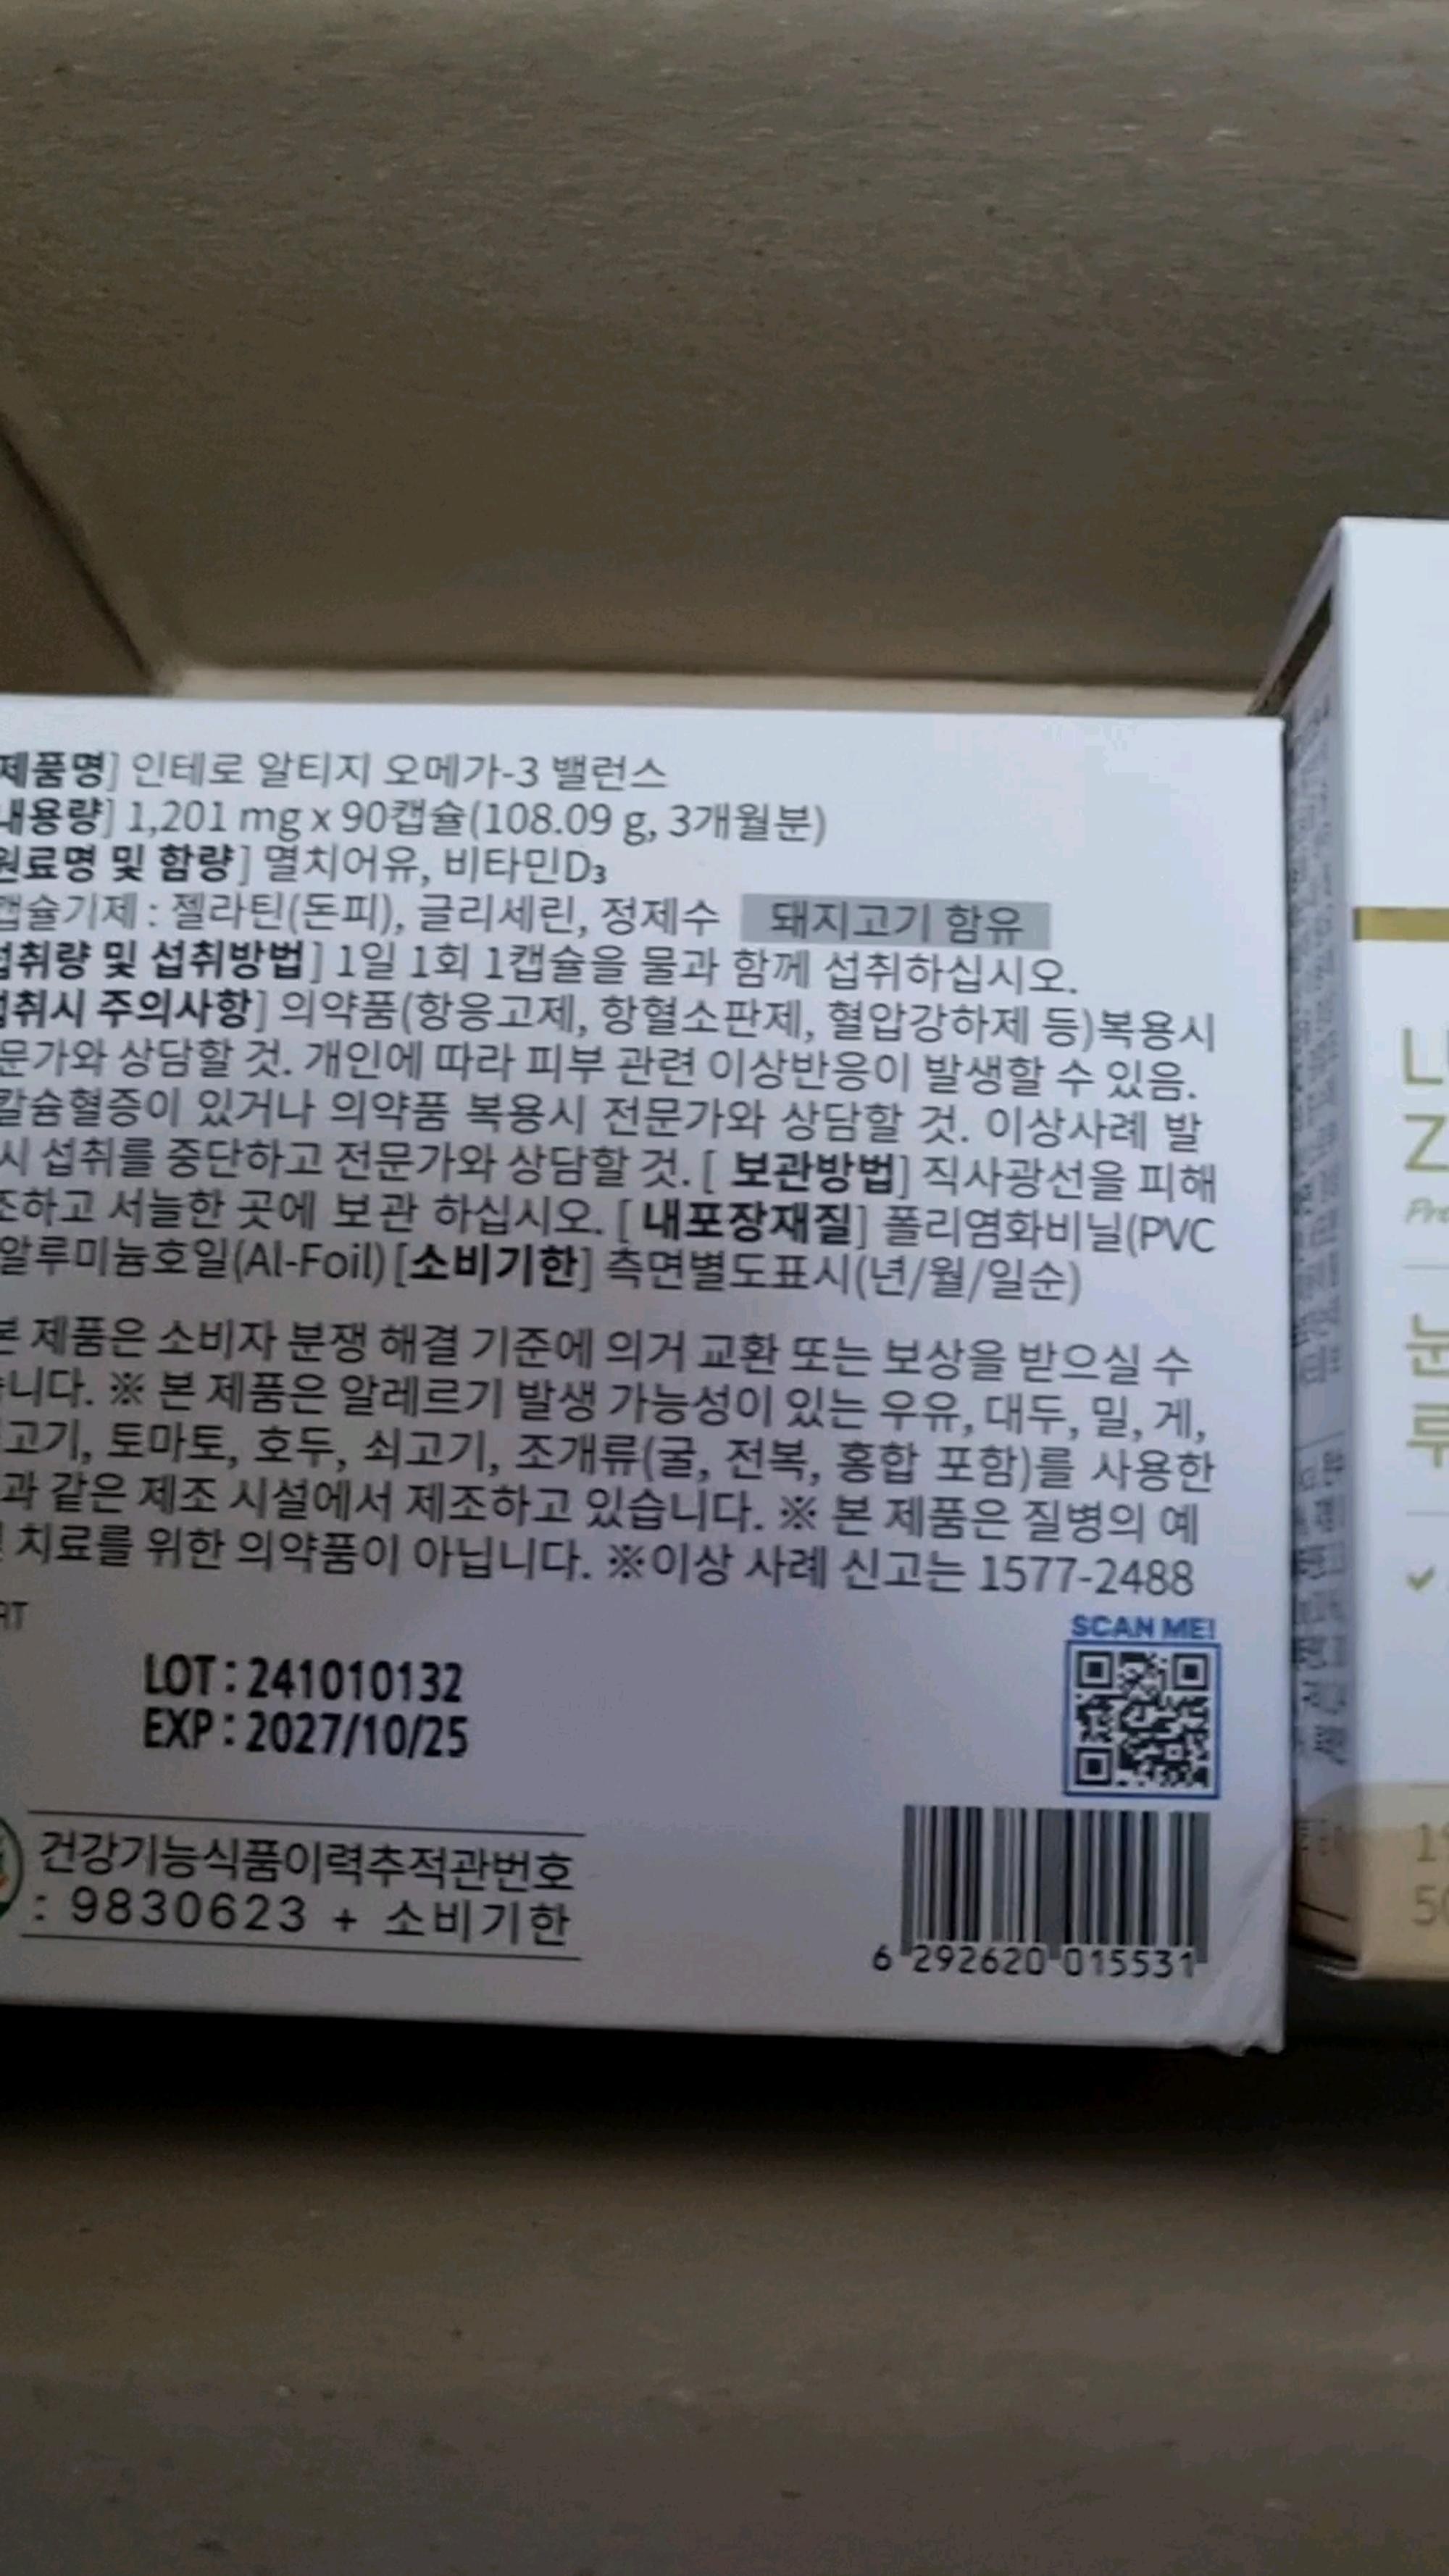 제품명] 인테로 알티지 오메가-3 밸런스
내용량] 1,201 mg x 90캡슐(108.09 g, 3개월분)
원료명 및 함량] 멸치어유, 비타민D₃
캡슐기제 : 젤라틴(돈피), 글리세린, 정제수 돼지고기 함유
섭취량 및 섭취방법] 1일 1회 1캡슐을 물과 함께 섭취하십시오.
섭취시 주의사항] 의약품(항응고제, 항혈소판제, 혈압강하제 등)복용시
문가와 상담할 것. 개인에 따라 피부 관련 이상반응이 발생할 수 있음.
칼슘혈증이 있거나 의약품 복용시 전문가와 상담할 것. 이상사례 발
시 섭취를 중단하고 전문가와 상담할 것. [ 보관방법] 직사광선을 피해
조하고 서늘한 곳에 보관 하십시오. [ 내포장재질] 폴리염화비닐(PVC
알루미늄호일(Al-Foil) [소비기한] 측면별도표시(년/월/일순)
본 제품은 소비자 분쟁 해결 기준에 의거 교환 또는 보상을 받으실 수
습니다. ※ 본 제품은 알레르기 발생 가능성이 있는 우유, 대두, 밀, 게,
고기, 토마토, 호두, 쇠고기, 조개류(굴, 전복, 홍합 포함)를 사용한
과 같은 제조 시설에서 제조하고 있습니다. ※ 본 제품은 질병의 예
치료를 위한 의약품이 아닙니다. ※이상 사례 신고는 1577-2488
SCAN ME!
LOT : 241010132
EXP : 2027/10/25
건강기능식품이력추적관번호
: 9830623 + 소비기한
6 292620 015531